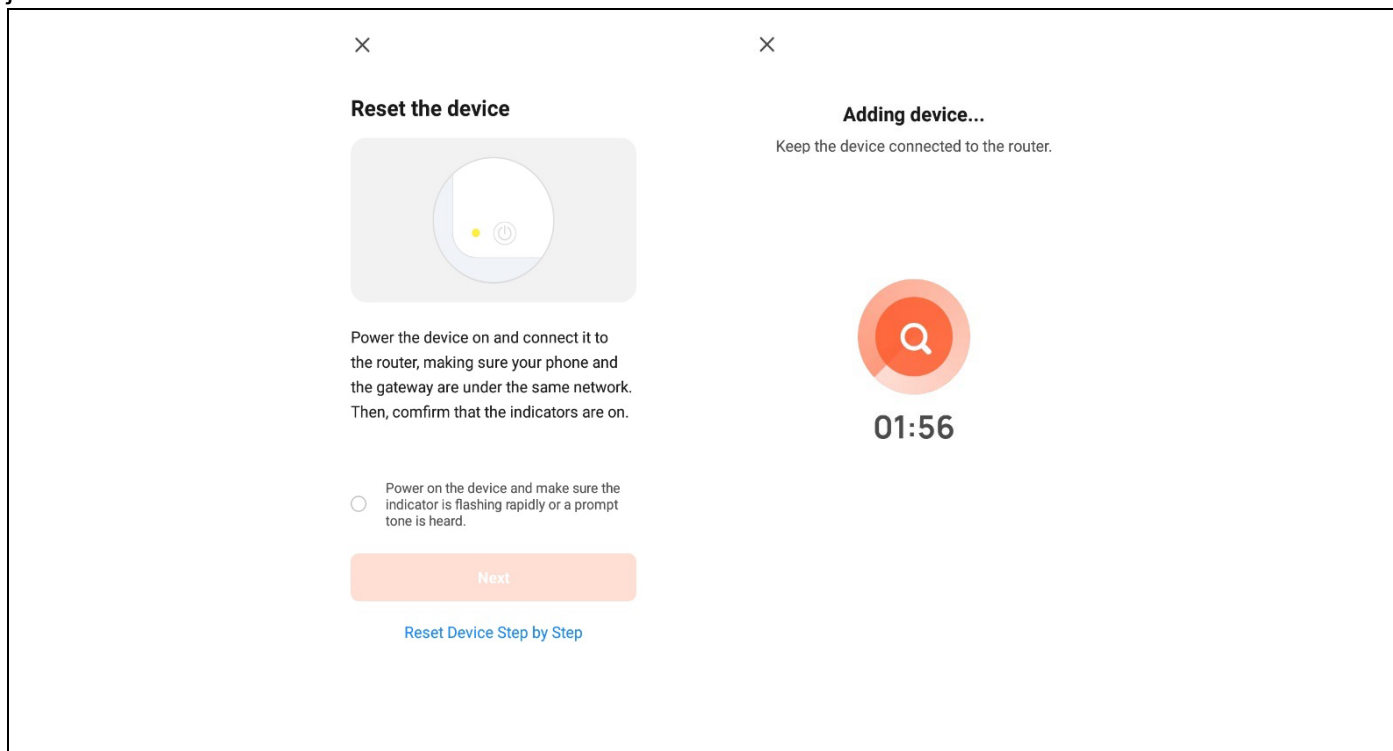 Reset the device
Power the device on and connect it to
the router, making sure your phone and
the gateway are under the same network.
Then, comfirm that the indicators are on.
Power on the device and make sure the
indicator is flashing rapidly or a prompt
tone is heard.
Next
Reset Device Step by Step
Adding device...
Keep the device connected to the router.
01:56